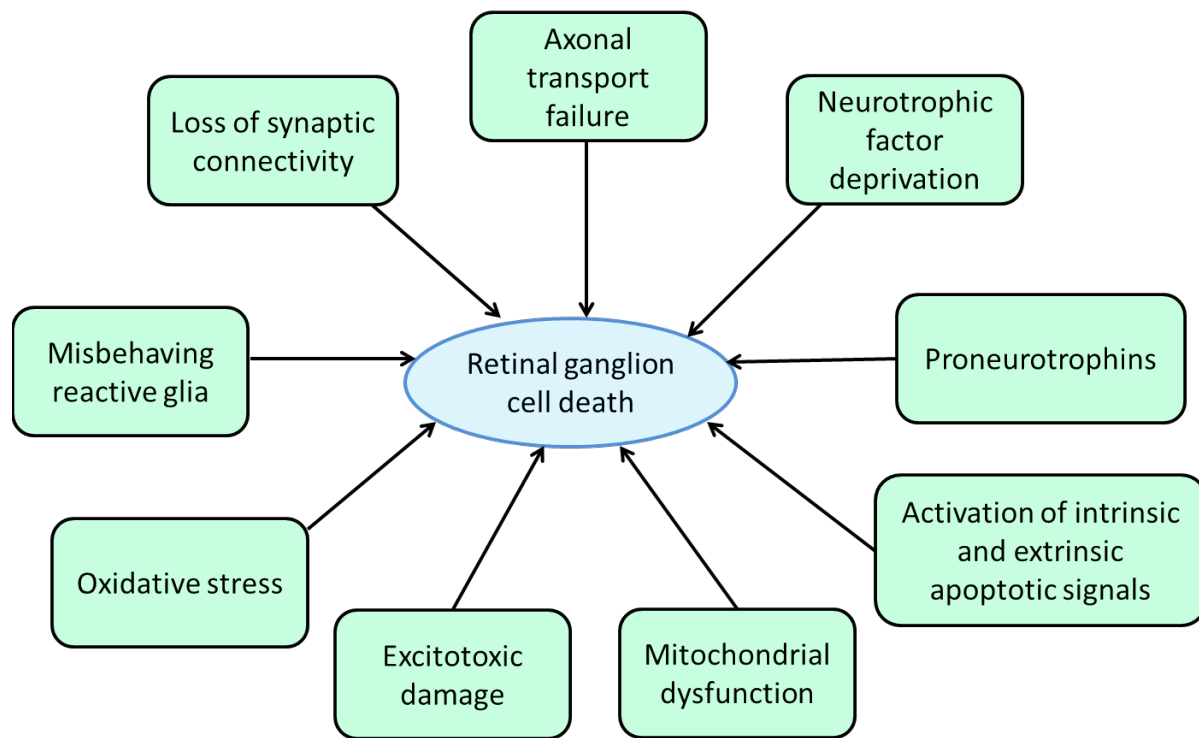 Axonal
transport
failure
Loss of synaptic
connectivity
Neurotrophic
factor
deprivation
Misbehaving
reactive glia
Retinal ganglion
cell death
Proneurotrophins
Oxidative stress
Activation of intrinsic
and extrinsic
apoptotic signals
Excitotoxic
damage
Mitochondrial
dysfunction